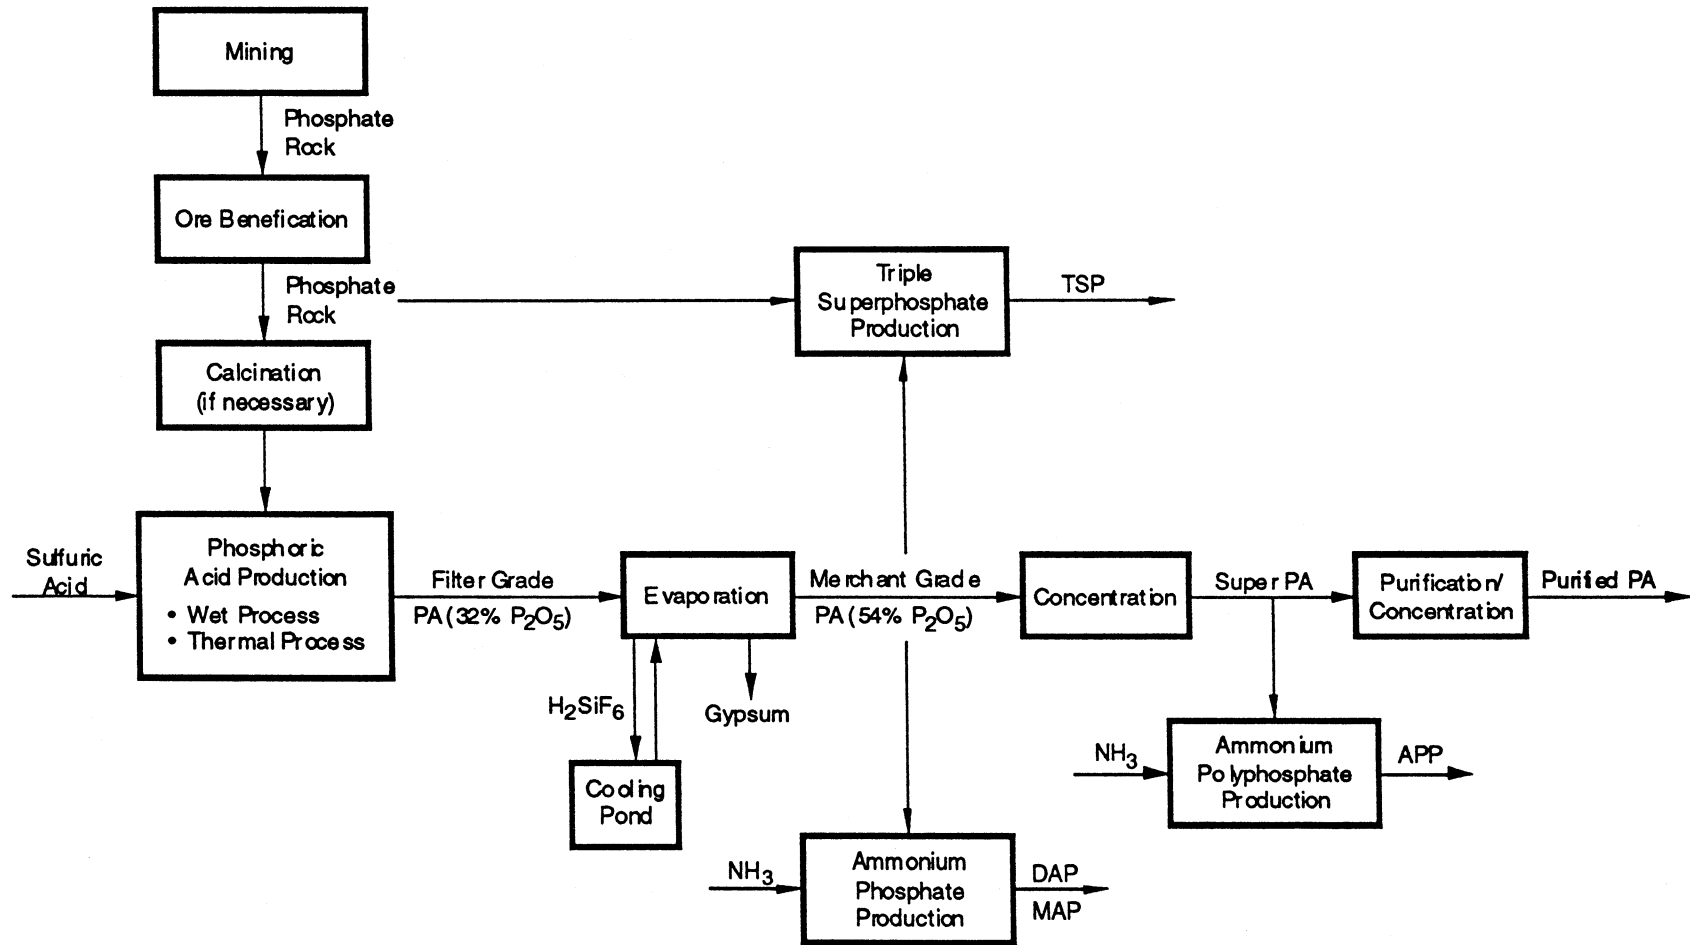 Mining
Phosphate
Rock
Ore Benefication
Phosphate
Rock
Triple
Superphosphate
Production
TSP
Calcination
(if necessary)
Sulfuric
Acid
Phosphoric
Acid Production
• Wet Process
• Thermal Process
Filter Grade
PA (32% P2O5)
Evaporation
Merchant Grade
PA (54% P2O5)
Concentration
Super PA
Purification/
Concentration
Purified PA
H2SiF6
Gypsum
Cooling
Pond
NH3
Ammonium
Polyphosphate
Production
APP
NH3
Ammonium
Phosphate
Production
DAP
MAP